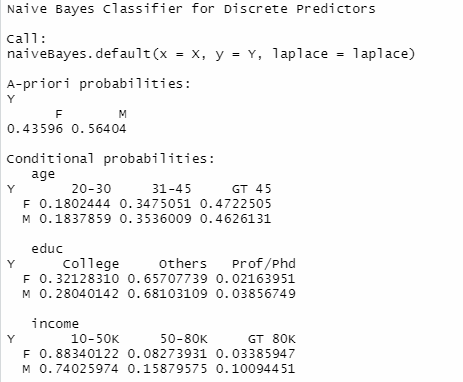 Naive Bayes Classifier for Discrete Predictors
Call:
naiveBayes.default(x = X, y = Y, laplace = laplace)
A-priori probabilities:
Y
F M
0.43596 0.56404
Conditional probabilities:
age
Y 20-30 31-45 GT 45
F 0.1802444 0.3475051 0.4722505
M 0.1837859 0.3536009 0.4626131
educ
Y College Others Prof/Phd
F 0.32128310 0.65707739 0.02163951
M 0.28040142 0.68103109 0.03856749
income
Y 10-50K 50-80K GT 80K
F 0.88340122 0.08273931 0.03385947
M 0.74025974 0.15879575 0.10094451